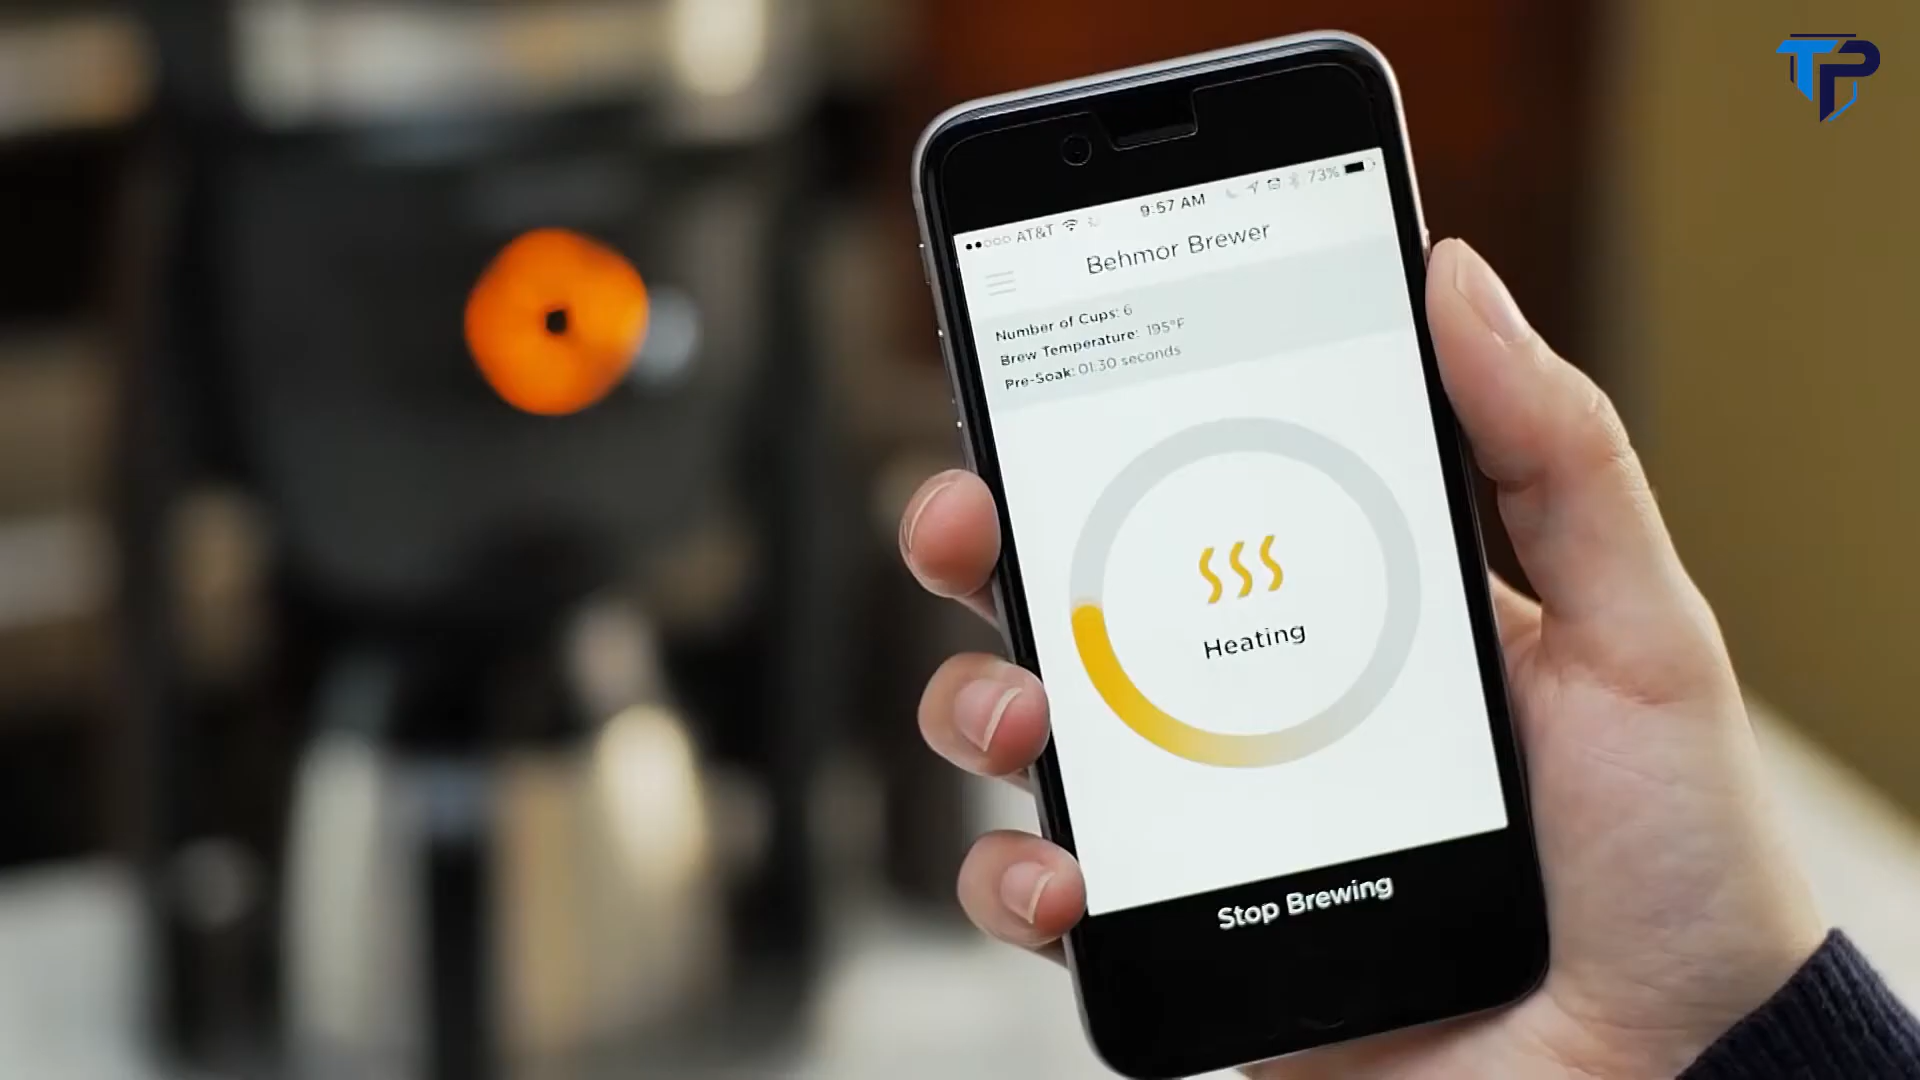 TP
AT&T 9:57 AM 73%
Behmor Brewer
Number of Cups: 6
Brew Temperature: 195°F
Pre-Soak: 01:30 seconds
Heating
Stop Brewing